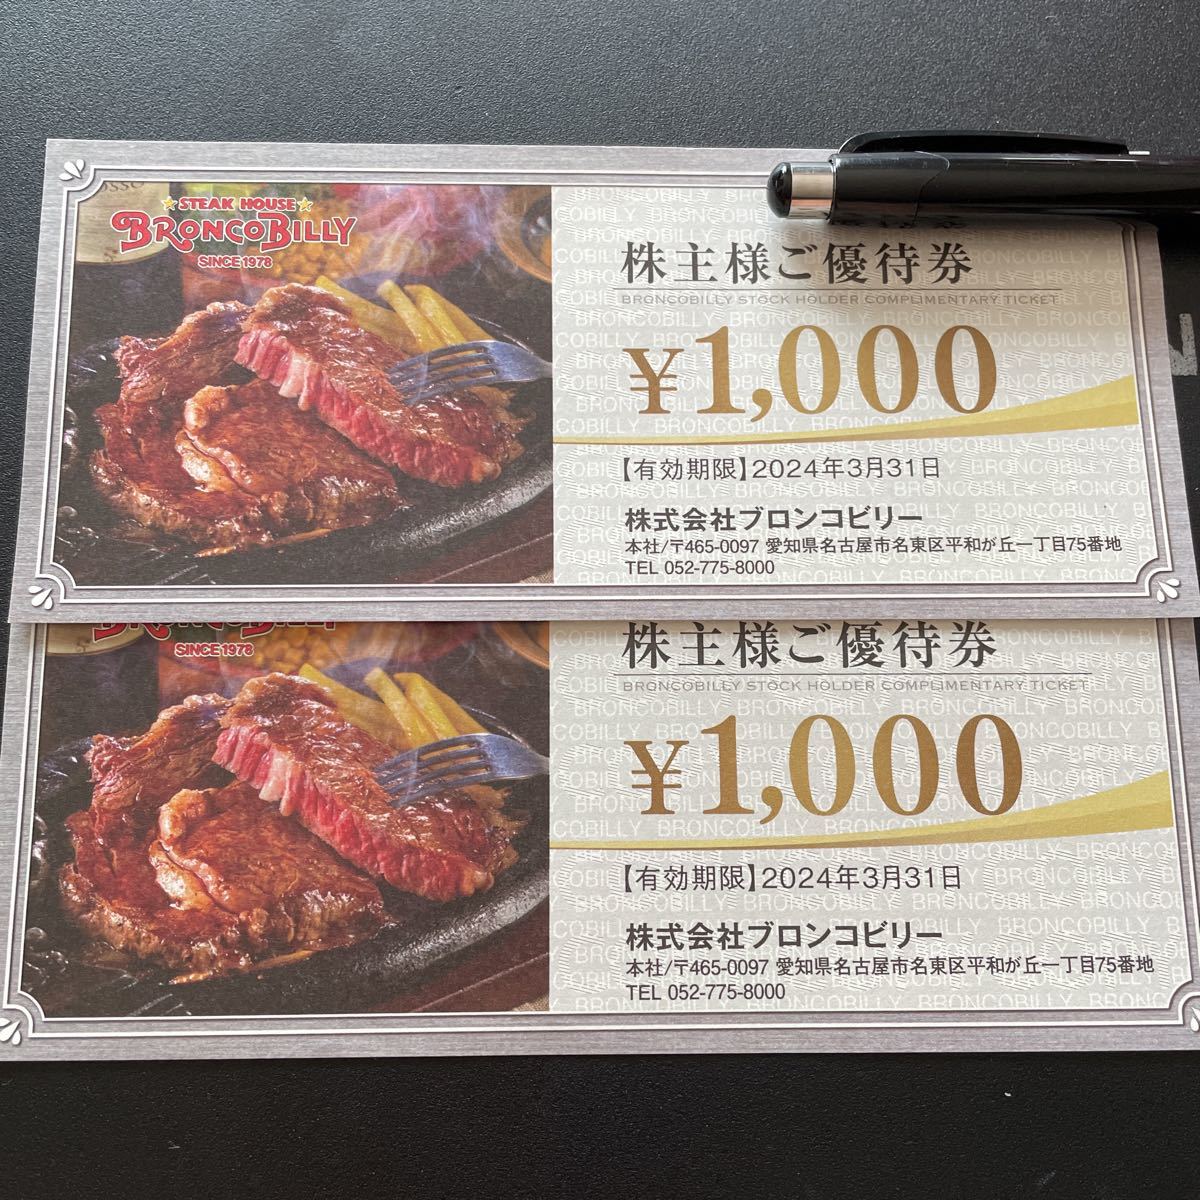 STEAK HOUSE
BRONCOBILLY
SINCE 1978
株主様ご優待券
BRONCOBILLY STOCK HOLDER COMPLIMENTARY TICKET
¥1,000
【有効期限】2024年3月31日
株式会社ブロンコビリー
本社/〒465-0097 愛知県名古屋市名東区平和が丘一丁目75番地
TEL 052-775-8000
BRONCOBILLY
SINCE 1978
株主様ご優待券
BRONCOBILLY STOCK HOLDER COMPLIMENTARY TICKET
¥1,000
【有効期限】2024年3月31日
株式会社ブロンコビリー
本社/〒465-0097 愛知県名古屋市名東区平和が丘一丁目75番地
TEL 052-775-8000